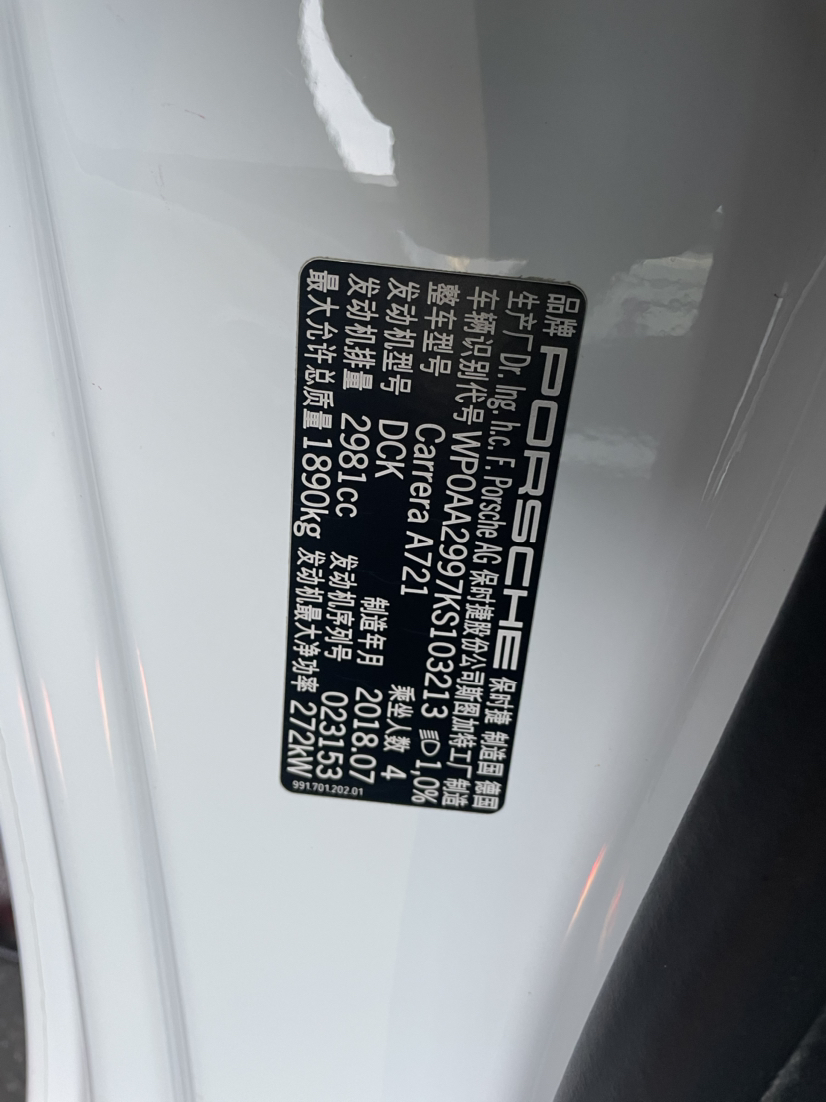 品牌 PORSCHE 保时捷 制造国 德国
生产厂 Dr. Ing. h.c. F. Porsche AG 保时捷股份公司斯图加特工厂 制造
车辆识别代号 WP0AA2997KS103213 1,0%
整车型号 Carrera A721 乘坐人数 4
发动机型号 DCK 制造年月 2018.07
发动机排量 2981cc 发动机序列号 023153
最大允许总质量 1890kg 发动机最大净功率 272kW
991.701.202.01